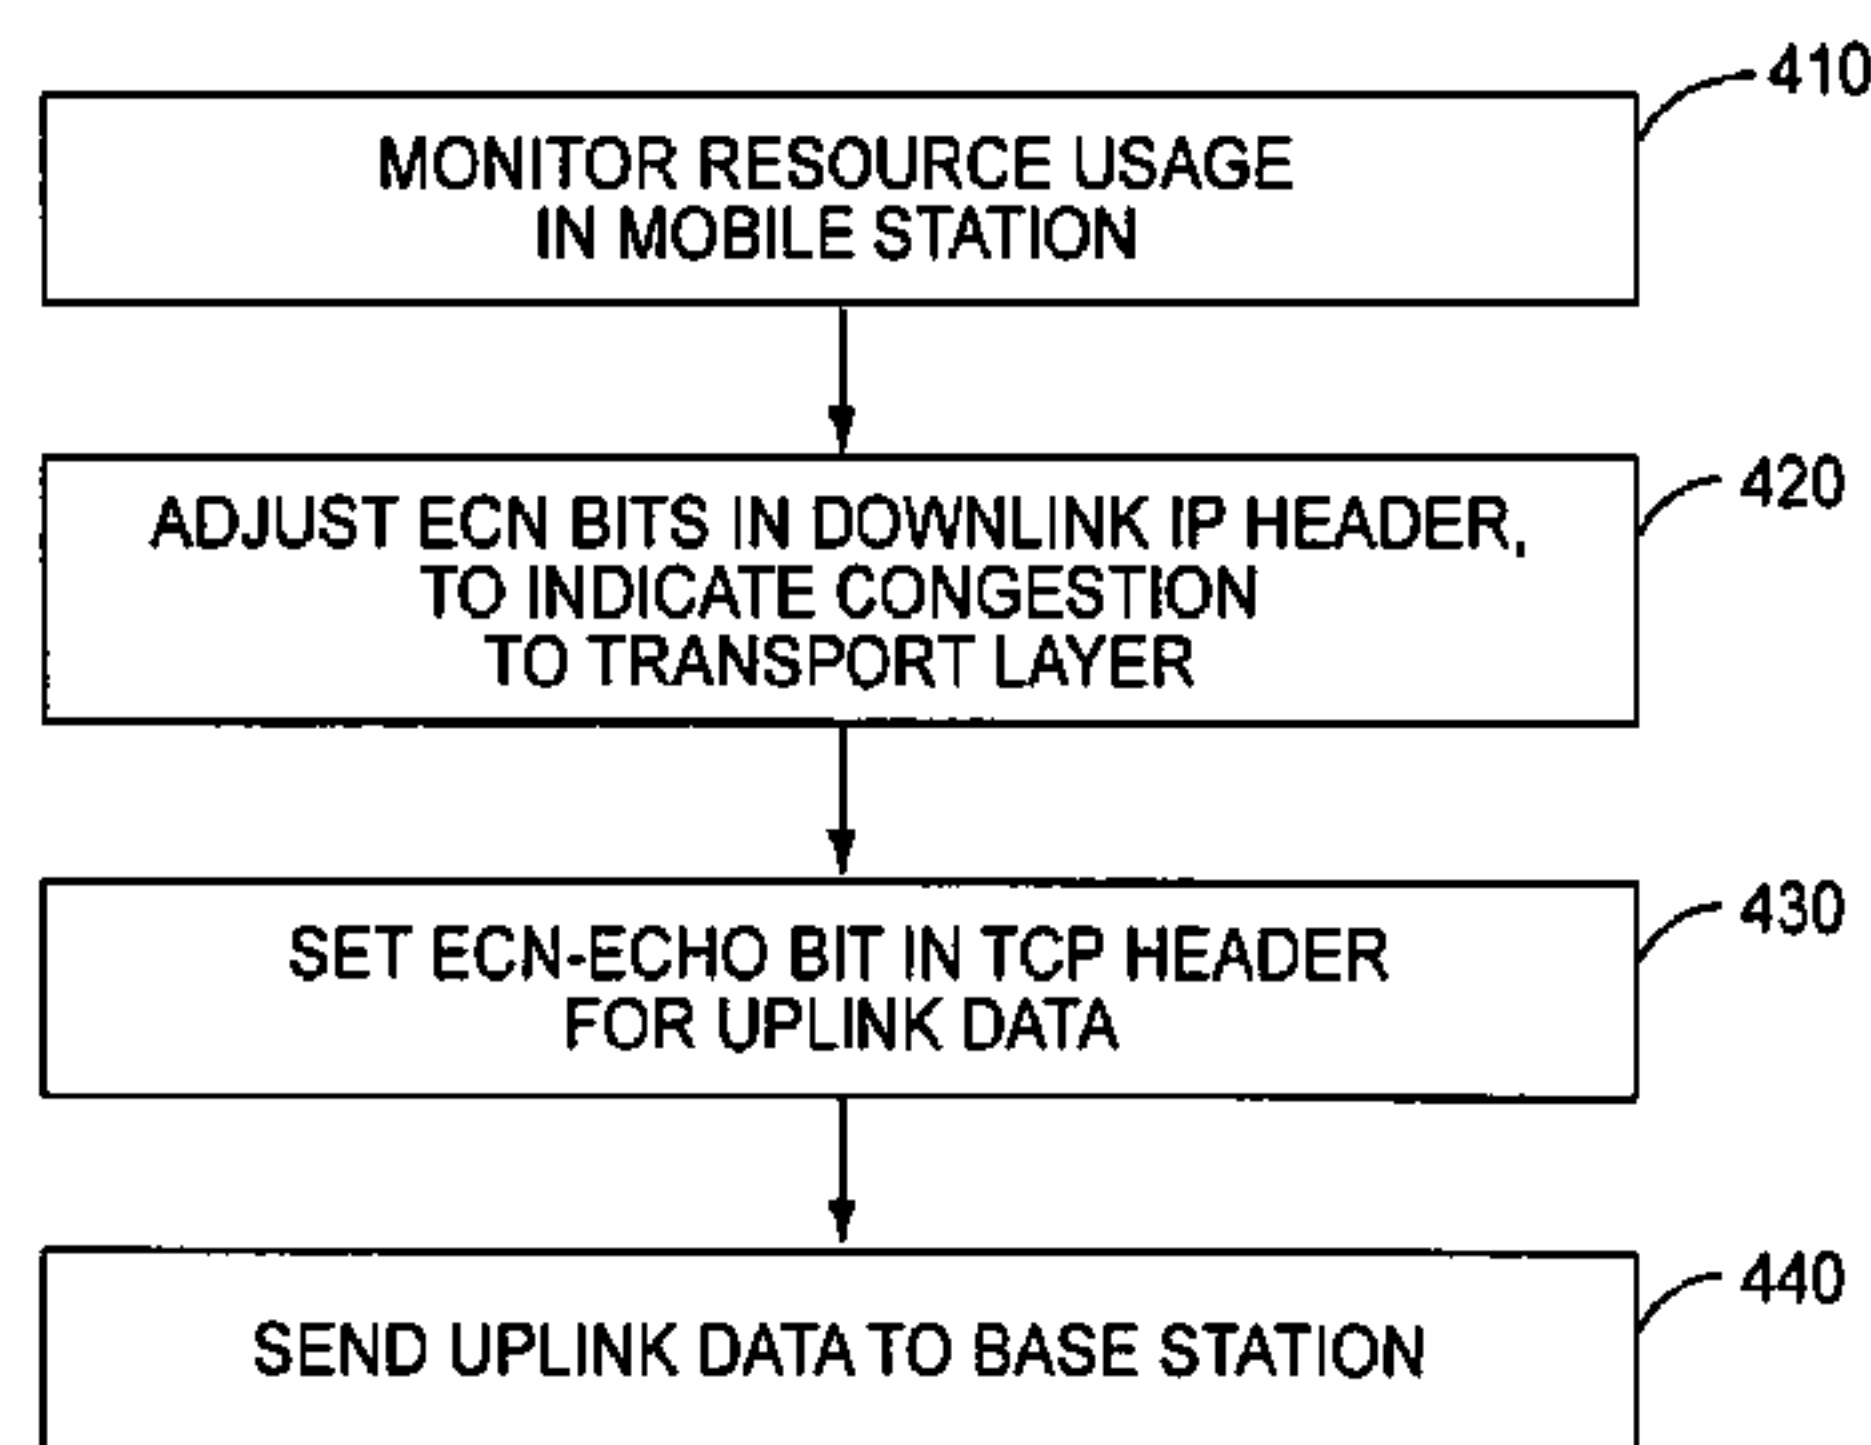 410
MONITOR RESOURCE USAGE
IN MOBILE STATION
420
ADJUST ECN BITS IN DOWNLINK IP HEADER,
TO INDICATE CONGESTION
TO TRANSPORT LAYER
430
SET ECN-ECHO BIT IN TCP HEADER
FOR UPLINK DATA
440
SEND UPLINK DATA TO BASE STATION